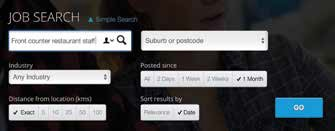 JOB SEARCH ▲ Simple Search
Front counter restaurant staff
Suburb or postcode
Industry
Posted since
Any Industry
All 2 Days 1 Week 2 Weeks ✓ 1 Month
Distance from location (kms)
Sort results by
✓ Exact 5 10 25 50 100
Relevance ✓ Date
GO